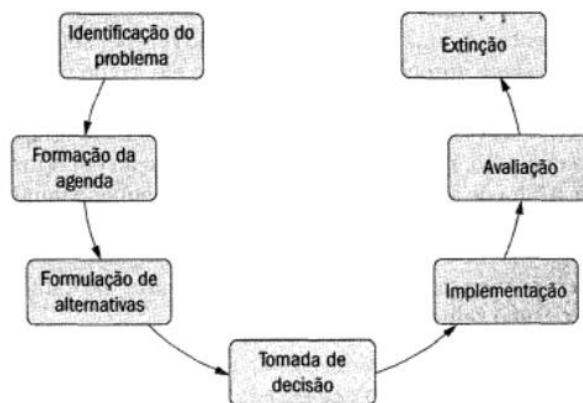 Identificação do
problema
Formação da
agenda
Formulação de
alternativas
Tomada de
decisão
Implementação
Avaliação
Extinção